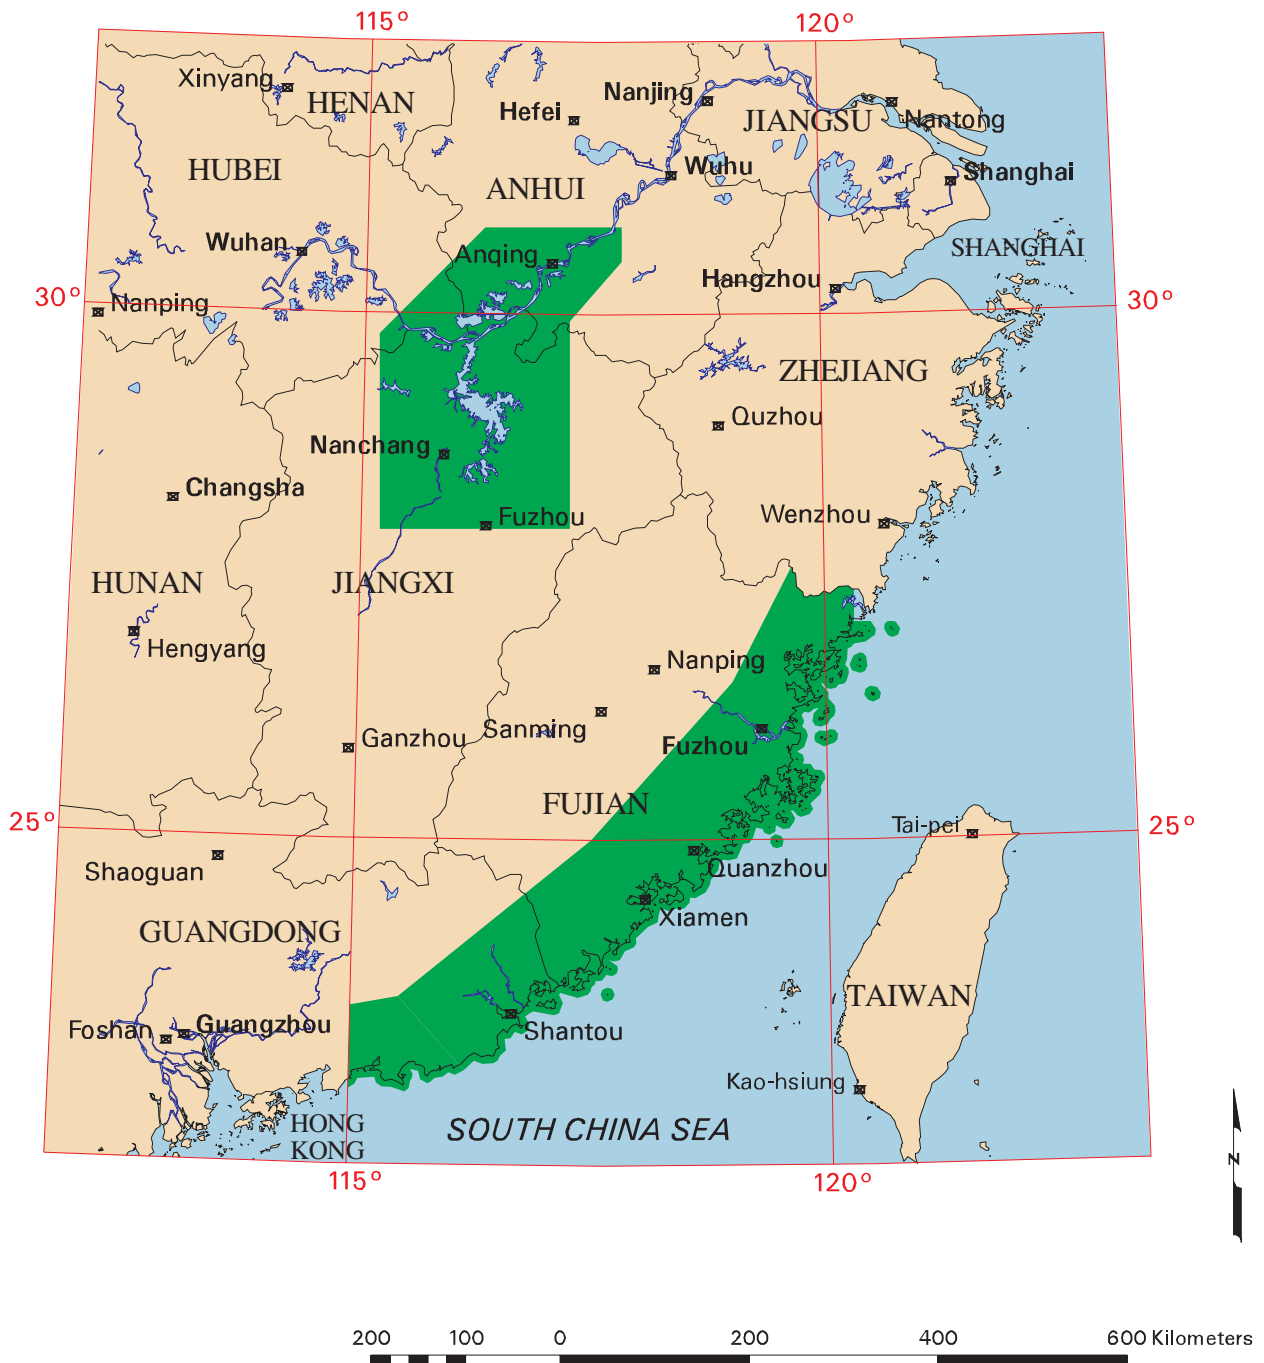 115°
120°
Xinyang
HENAN
Nanjing
Hefei
JIANGSU
Nantong
HUBEI
Wuhu
Shanghai
ANHUI
Wuhan
Anqing
SHANGHAI
Hangzhou
30°
Nanping
30°
ZHEJIANG
Quzhou
Nanchang
Changsha
Fuzhou
Wenzhou
HUNAN
JIANGXI
Hengyang
Nanping
Sanming
Ganzhou
Fuzhou
FUJIAN
25°
Tai-pei
25°
Shaoguan
Quanzhou
Xiamen
GUANGDONG
TAIWAN
Foshan
Guangzhou
Shantou
Kao-hsiung
HONG
KONG
SOUTH CHINA SEA
115°
120°
N
200 100 0 200 400 600 Kilometers